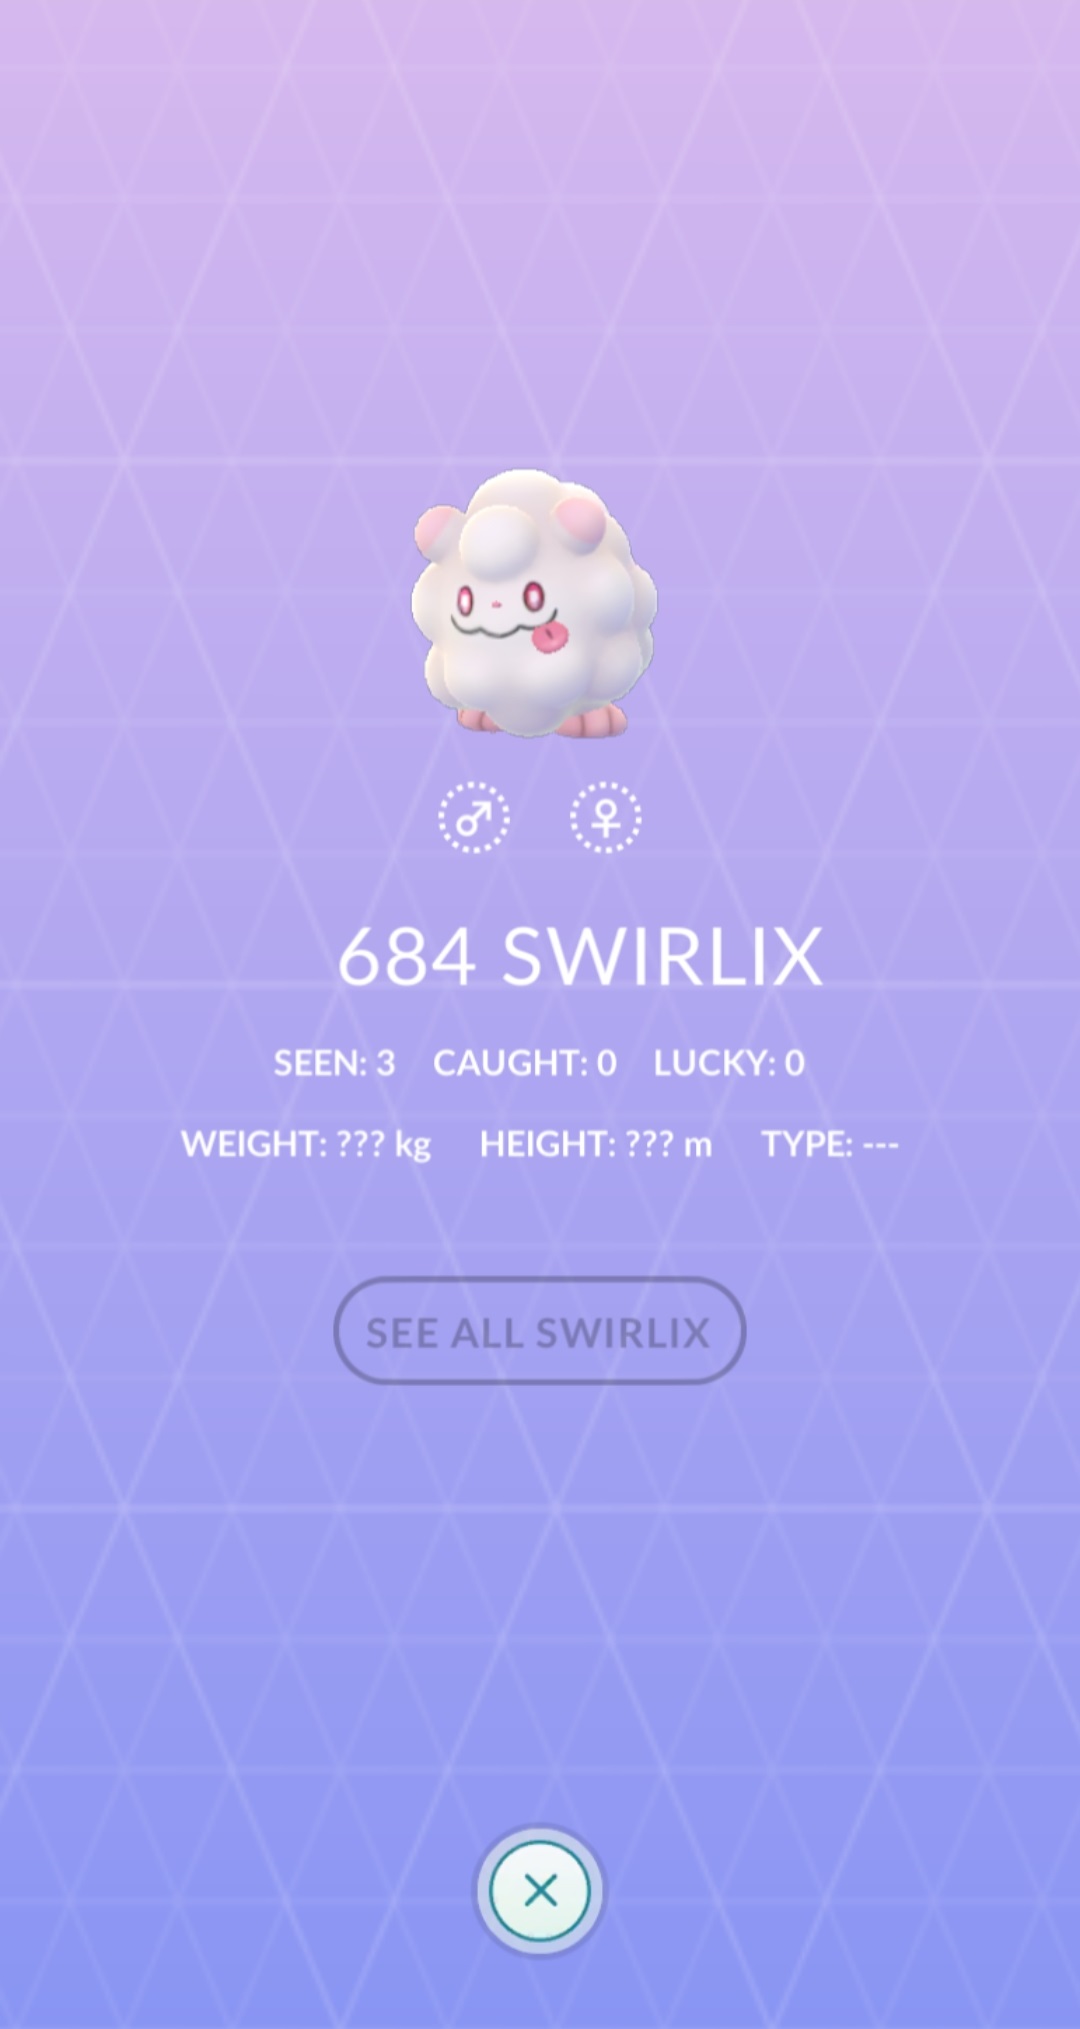 684 SWIRLIX
SEEN: 3 CAUGHT: 0 LUCKY: 0
WEIGHT: ??? kg HEIGHT: ??? m TYPE: ---
SEE ALL SWIRLIX